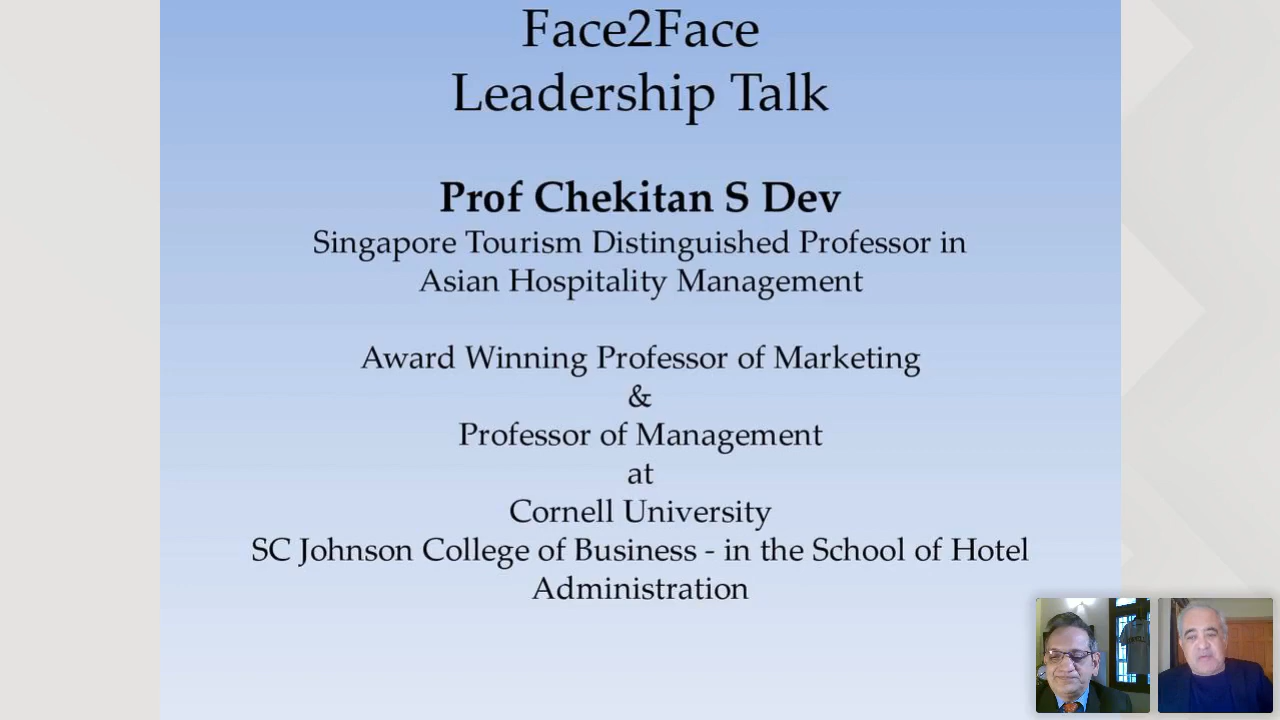 Face2Face
Leadership Talk
Prof Chekitan S Dev
Singapore Tourism Distinguished Professor in
Asian Hospitality Management
Award Winning Professor of Marketing
&
Professor of Management
at
Cornell University
SC Johnson College of Business - in the School of Hotel
Administration